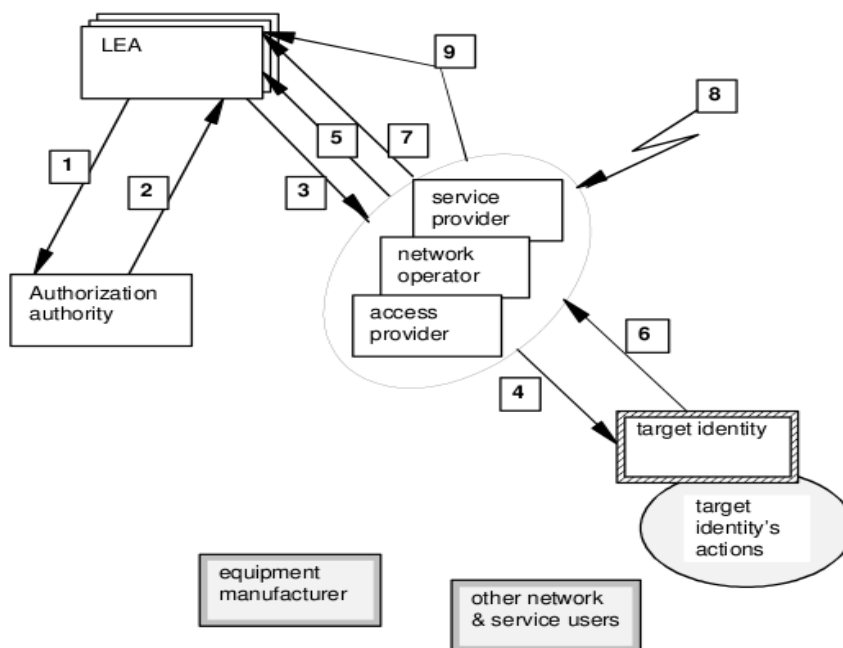 LEA
9
8
5
7
1
2
3
service
provider
network
operator
Authorization
authority
access
provider
6
4
target identity
target
identity's
actions
equipment
manufacturer
other network
& service users